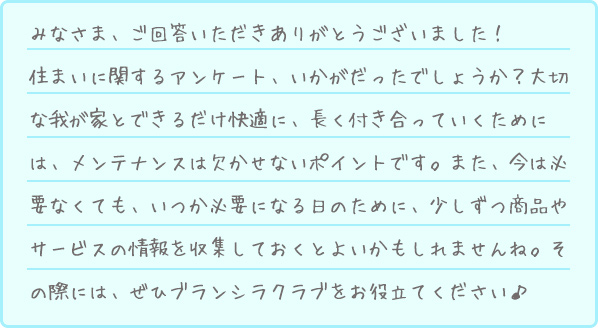 みなさま、ご回答いただきありがとうございました！
住まいに関するアンケート、いかがだったでしょうか？大切
な我が家とできるだけ快適に、長く付き合っていくために
は、メンテナンスは欠かせないポイントです。また、今は必
要なくても、いつか必要になる日のために、少しずつ商品や
サービスの情報を収集しておくとよいかもしれませんね。そ
の際には、ぜひブランシラクラブをお役立てください♪